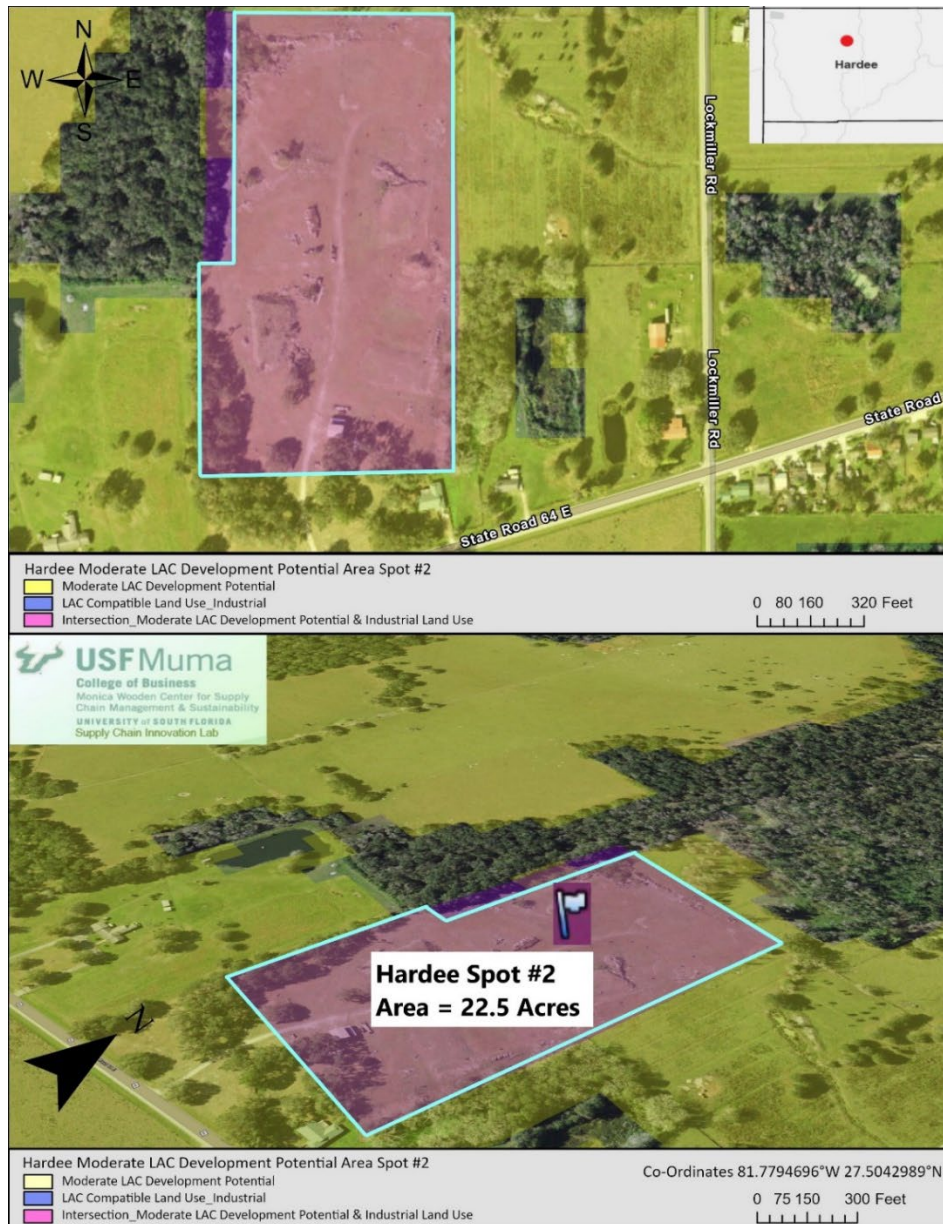 N
W E
S
Hardee
Lockmiller Rd
Lockmiller Rd
State Road
State Road 64 E
Hardee Moderate LAC Development Potential Area Spot #2
Moderate LAC Development Potential
LAC Compatible Land Use_Industrial
Intersection_Moderate LAC Development Potential & Industrial Land Use
0 80 160 320 Feet
USF Muma
College of Business
Monica Wooden Center for Supply
Chain Management & Sustainability
UNIVERSITY of SOUTH FLORIDA
Supply Chain Innovation Lab
Hardee Spot #2
Area = 22.5 Acres
N
Hardee Moderate LAC Development Potential Area Spot #2
Moderate LAC Development Potential
LAC Compatible Land Use_Industrial
Intersection_Moderate LAC Development Potential & Industrial Land Use
Co-Ordinates 81.7794696°W 27.5042989°N
0 75 150 300 Feet